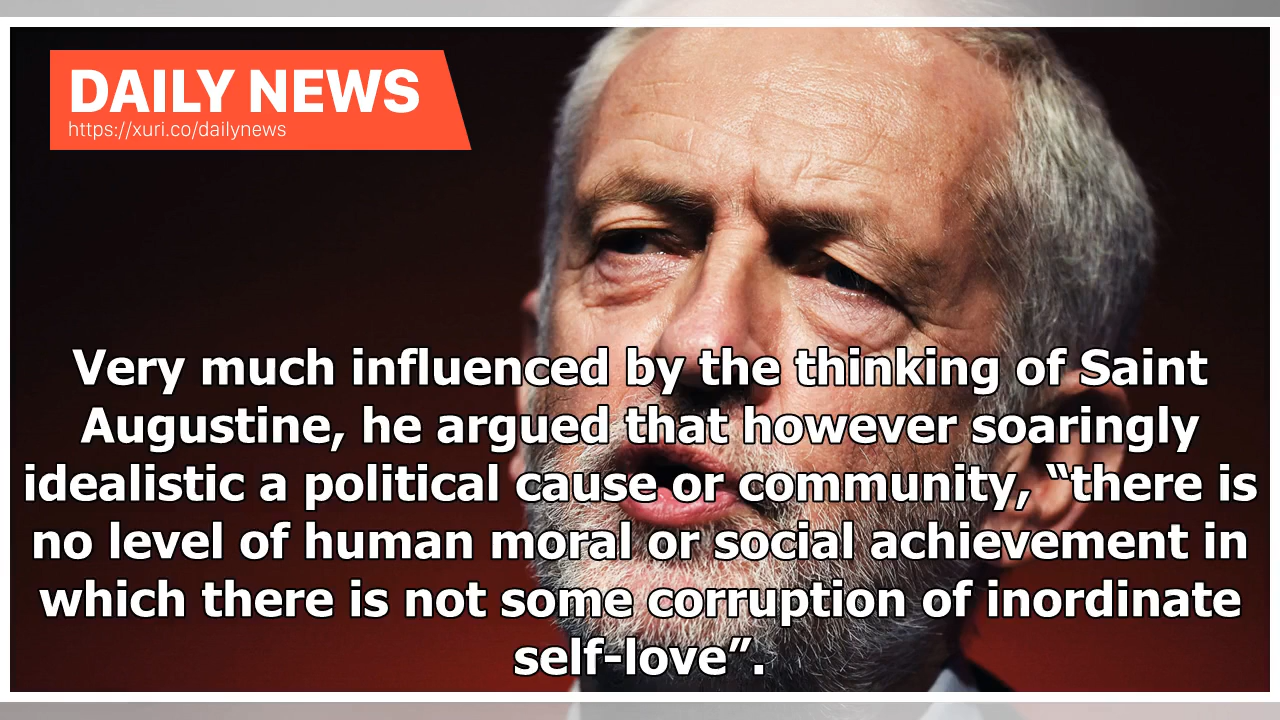 DAILY NEWS
https://xuri.co/dailynews
Very much influenced by the thinking of Saint
Augustine, he argued that however soaringly
idealistic a political cause or community, “there is
no level of human moral or social achievement in
which there is not some corruption of inordinate
self-love”.